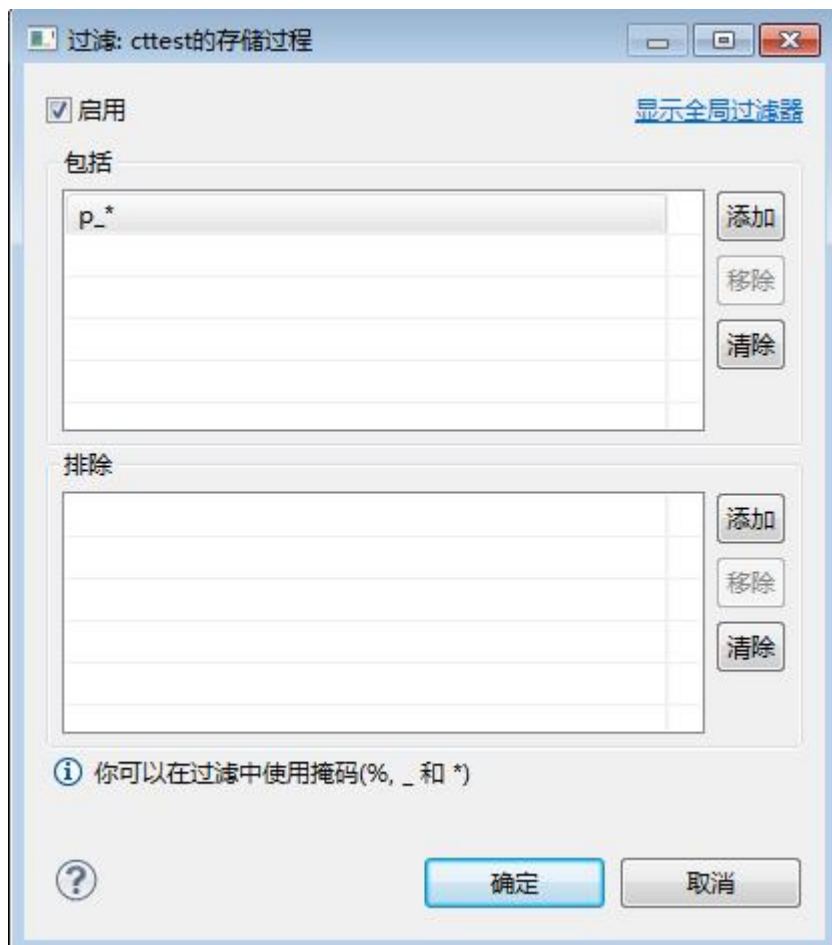 过滤: cttest的存储过程
启用 显示全局过滤器
包括
p_*
添加
移除
清除
排除
添加
移除
清除
你可以在过滤中使用掩码(%, _ 和 *)
确定 取消